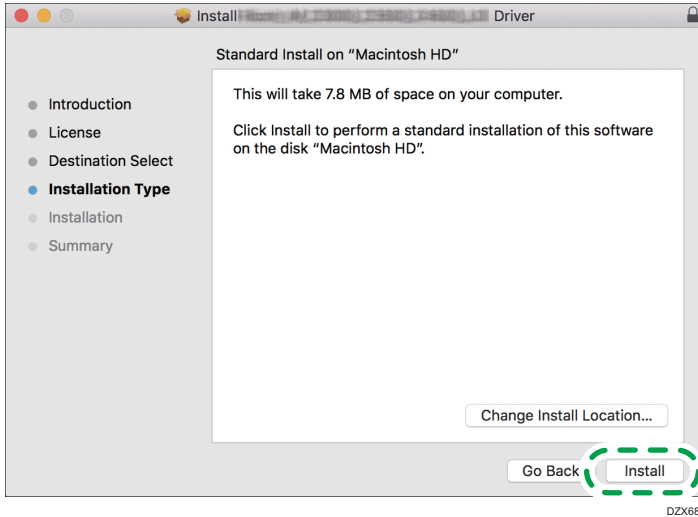 Install Driver
Standard Install on “Macintosh HD”
Introduction
License
Destination Select
Installation Type
Installation
Summary
This will take 7.8 MB of space on your computer.
Click Install to perform a standard installation of this software
on the disk “Macintosh HD”.
Change Install Location...
Go Back
Install